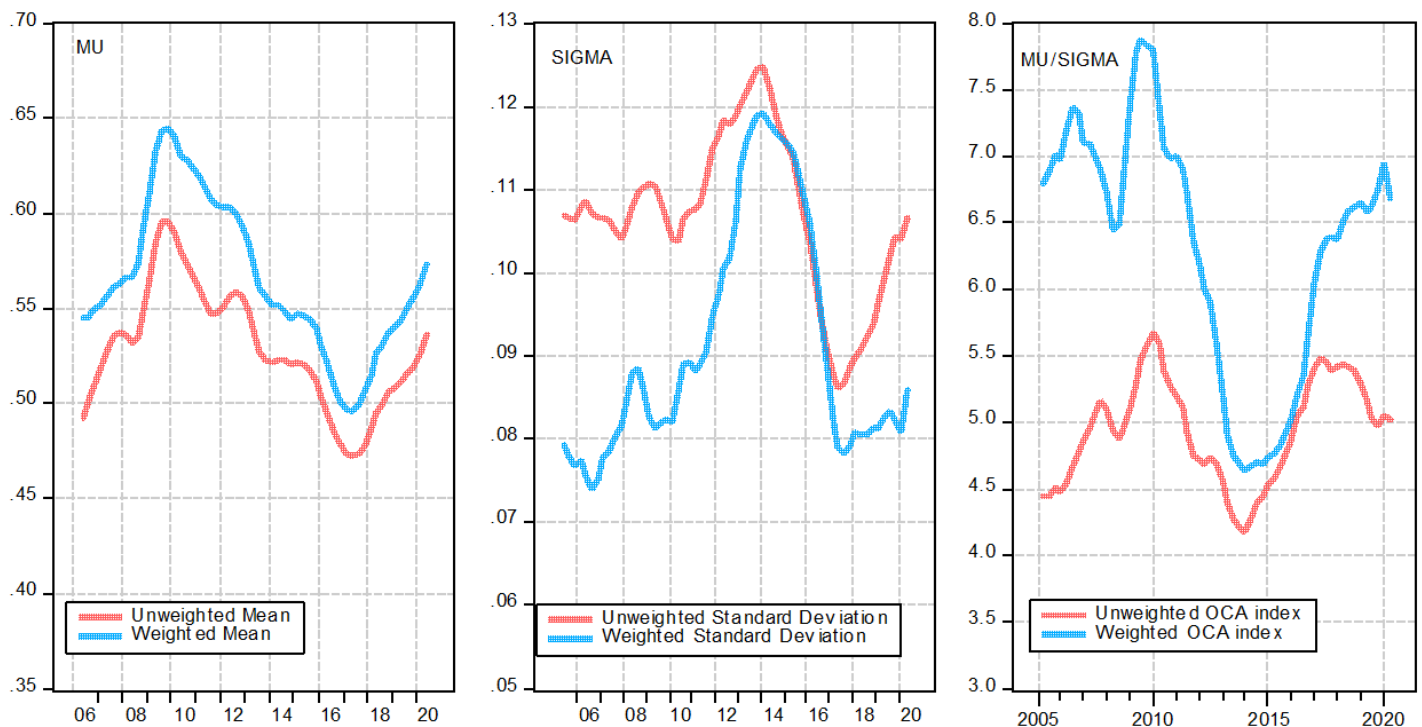 MU
.70
.65
.60
.55
.50
.45
.40
.35
Unweighted Mean
Weighted Mean
06 08 10 12 14 16 18 20
SIGMA
.13
.12
.11
.10
.09
.08
.07
.06
.05
Unweighted Standard Deviation
Weighted Standard Deviation
06 08 10 12 14 16 18 20
MU/SIGMA
8.0
7.5
7.0
6.5
6.0
5.5
5.0
4.5
4.0
3.5
3.0
Unweighted OCA index
Weighted OCA index
2005 2010 2015 2020